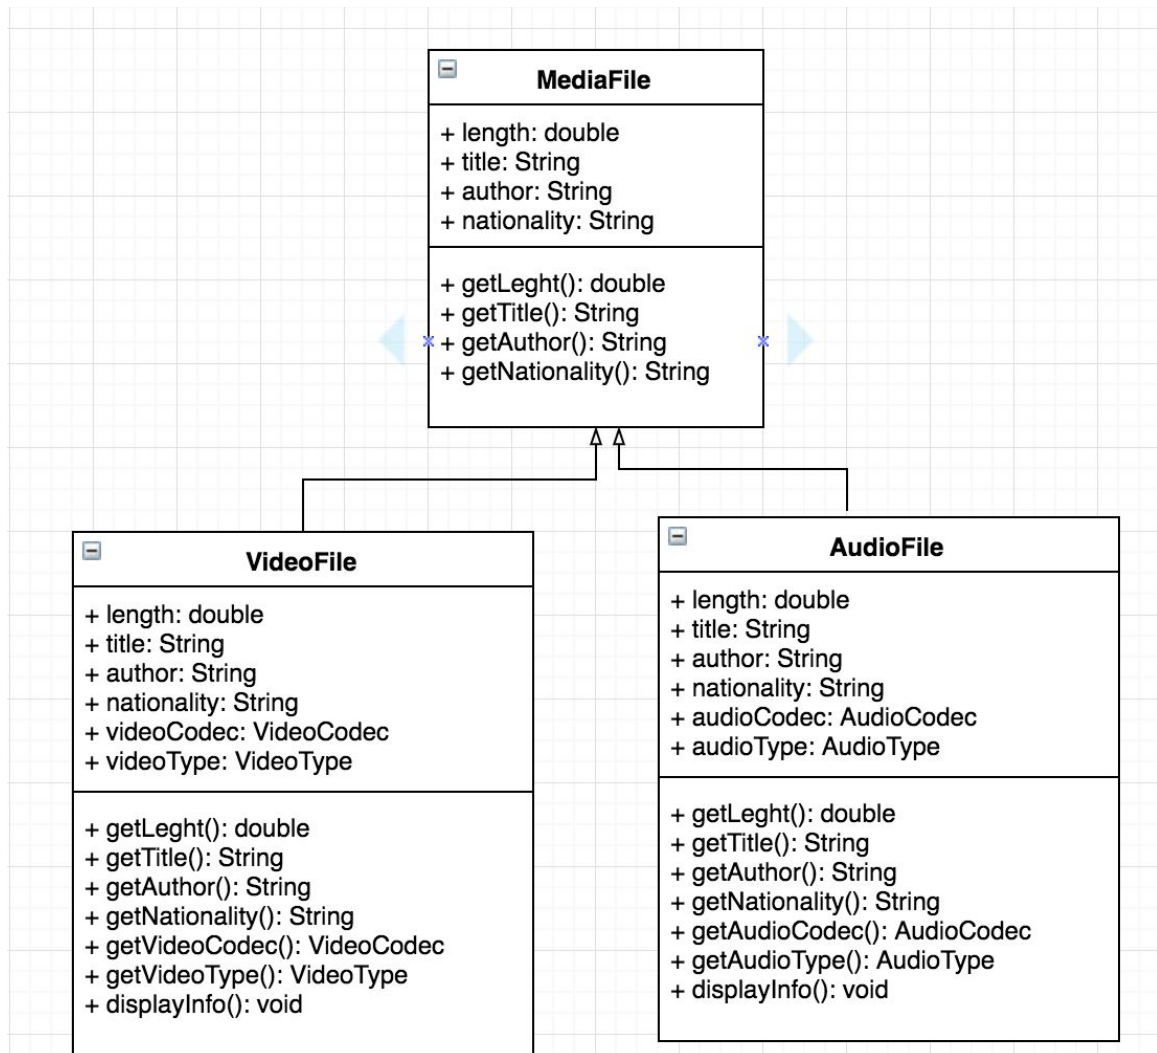 MediaFile
+ length: double
+ title: String
+ author: String
+ nationality: String
+ getLeght(): double
+ getTitle(): String
+ getAuthor(): String
+ getNationality(): String
VideoFile
+ length: double
+ title: String
+ author: String
+ nationality: String
+ videoCodec: VideoCodec
+ videoType: VideoType
+ getLeght(): double
+ getTitle(): String
+ getAuthor(): String
+ getNationality(): String
+ getVideoCodec(): VideoCodec
+ getVideoType(): VideoType
+ displayInfo(): void
AudioFile
+ length: double
+ title: String
+ author: String
+ nationality: String
+ audioCodec: AudioCodec
+ audioType: AudioType
+ getLeght(): double
+ getTitle(): String
+ getAuthor(): String
+ getNationality(): String
+ getAudioCodec(): AudioCodec
+ getAudioType(): AudioType
+ displayInfo(): void